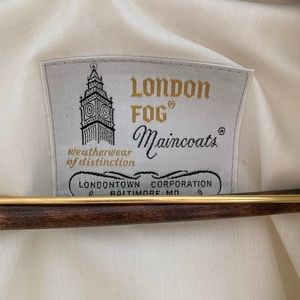 LONDON
FOG®
Maincoats®
weatherwear
of distinction
LONDONTOWN CORPORATION
BALTIMORE, MD.